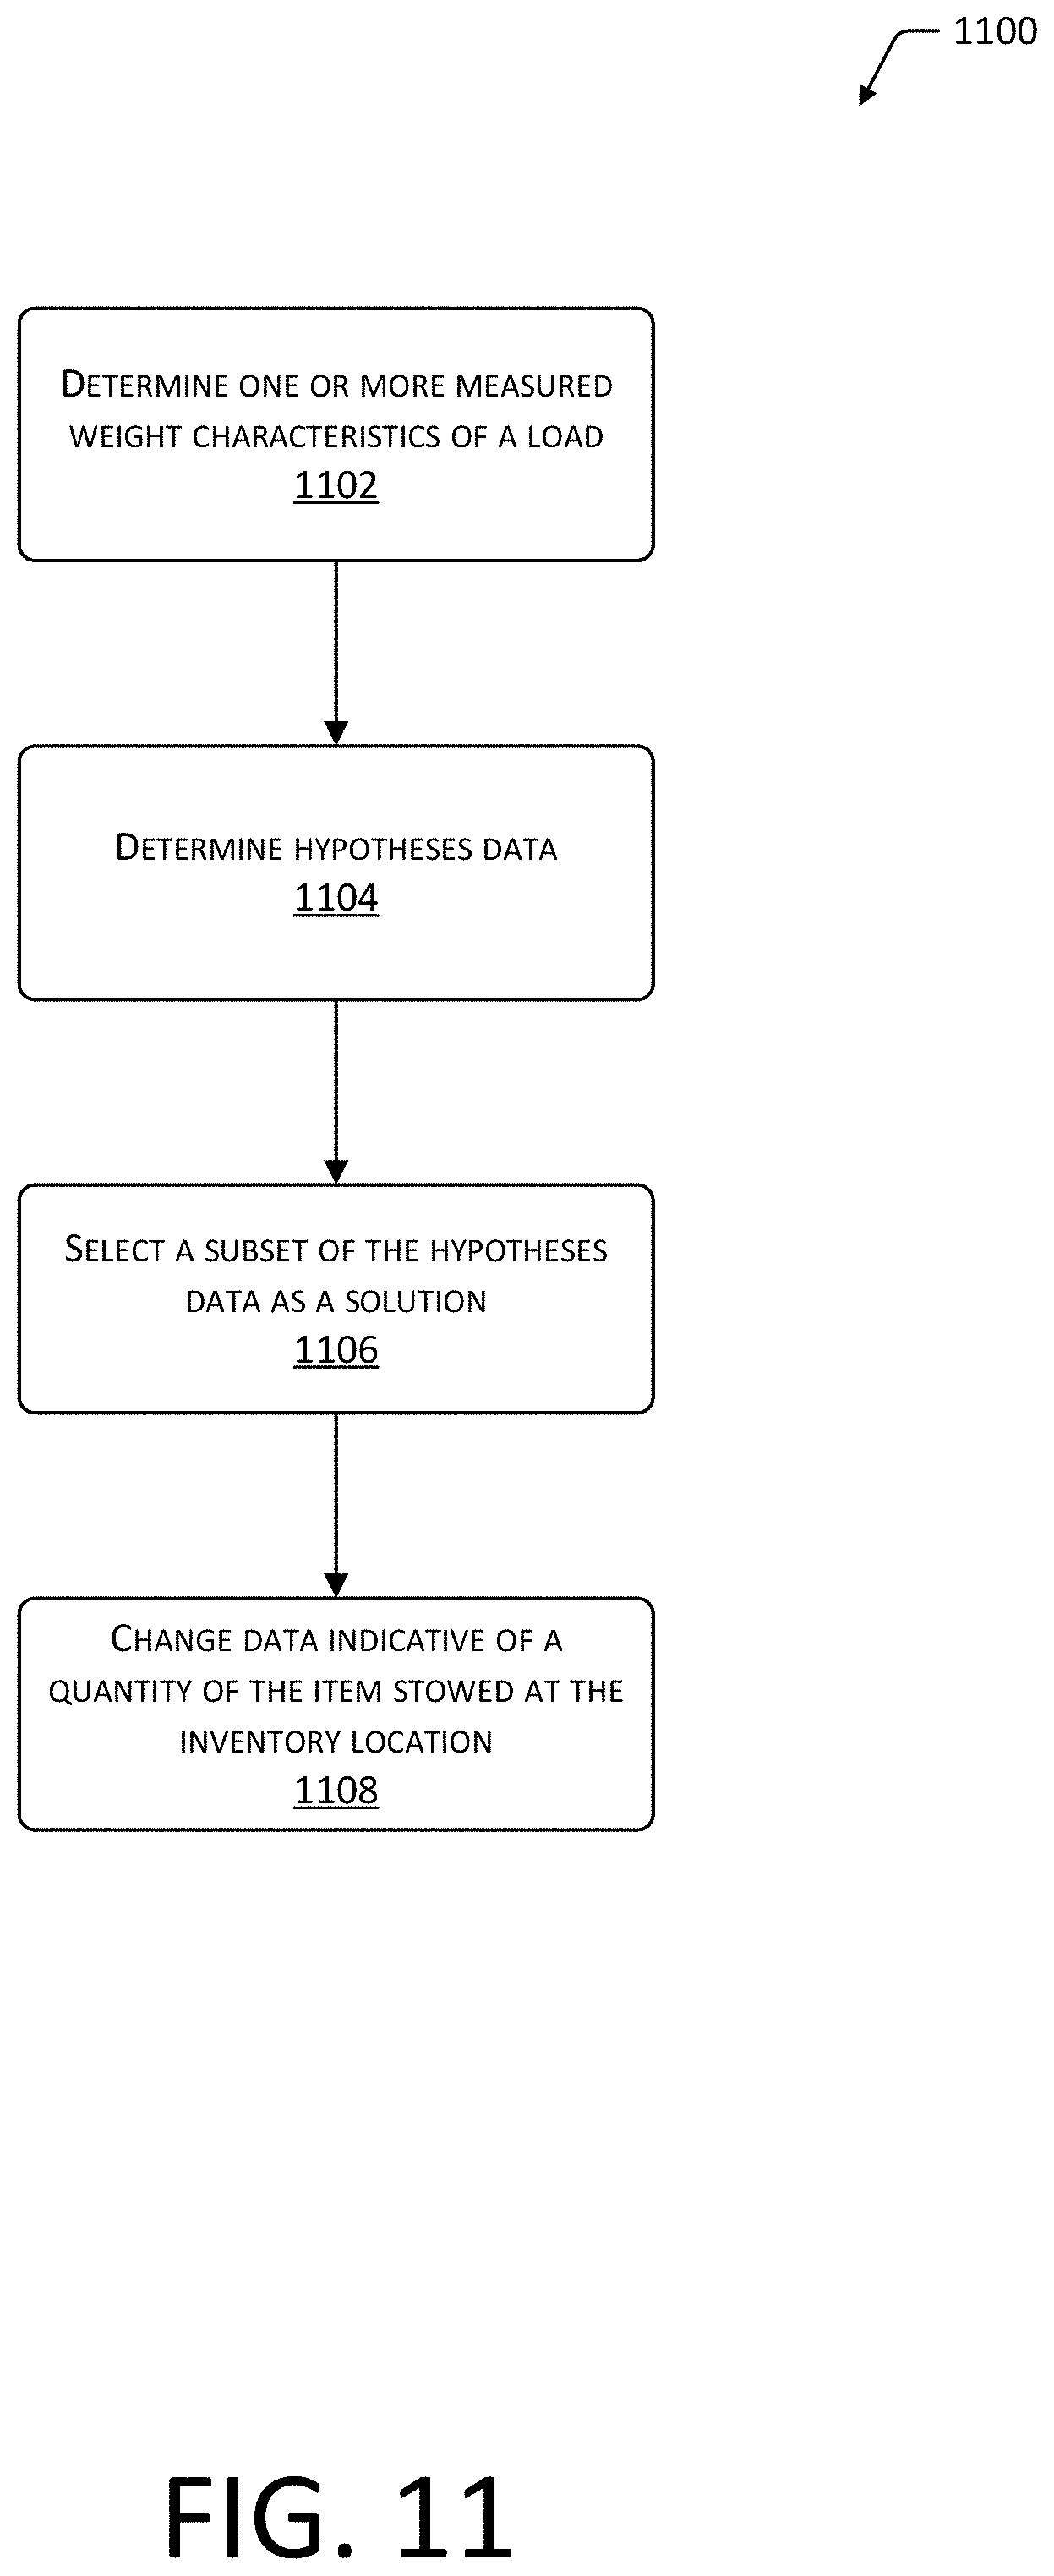 1100
Determine one or more measured
weight characteristics of a load
1102
Determine hypotheses data
1104
Select a subset of the hypotheses
data as a solution
1106
Change data indicative of a
quantity of the item stowed at the
inventory location
1108
FIG. 11